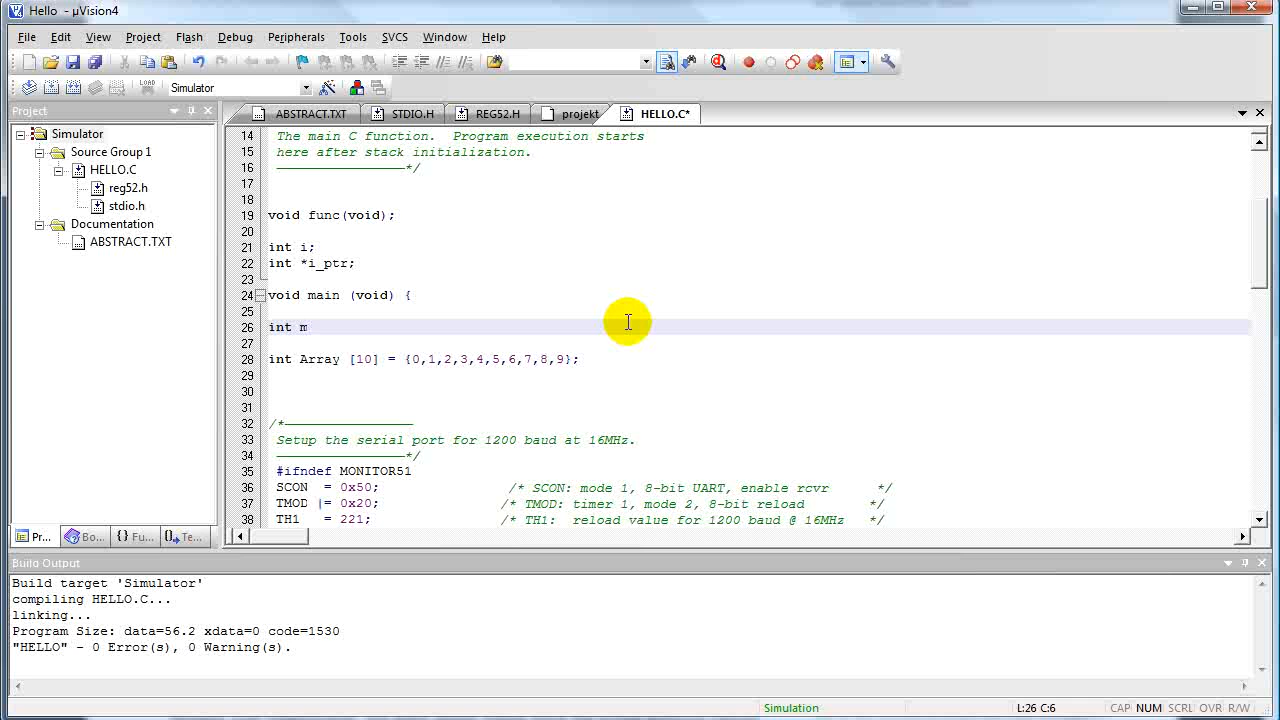 Hello - µVision4
File Edit View Project Flash Debug Peripherals Tools SVCS Window Help
LOAD Simulator
Project
Simulator
Source Group 1
HELLO.C
reg52.h
stdio.h
Documentation
ABSTRACT.TXT
Pr... Bo... {} Fu... Te...
ABSTRACT.TXT STDIO.H REG52.H projekt HELLO.C*
14 The main C function. Program execution starts
15 here after stack initialization.
16 ----------------*/
17
18
19 void func(void);
20
21 int i;
22 int *i_ptr;
23
24 void main (void) {
25
26 int m
27
28 int Array [10] = {0,1,2,3,4,5,6,7,8,9};
29
30
31
32 /*----------------
33 Setup the serial port for 1200 baud at 16MHz.
34 ----------------*/
35 #ifndef MONITOR51
36 SCON = 0x50; /* SCON: mode 1, 8-bit UART, enable rcvr */
37 TMOD |= 0x20; /* TMOD: timer 1, mode 2, 8-bit reload */
38 TH1 = 221; /* TH1: reload value for 1200 baud @ 16MHz */
Build Output
Build target 'Simulator'
compiling HELLO.C...
linking...
Program Size: data=56.2 xdata=0 code=1530
"HELLO" - 0 Error(s), 0 Warning(s).
Simulation L:26 C:6 CAP NUM SCRL OVR R/W